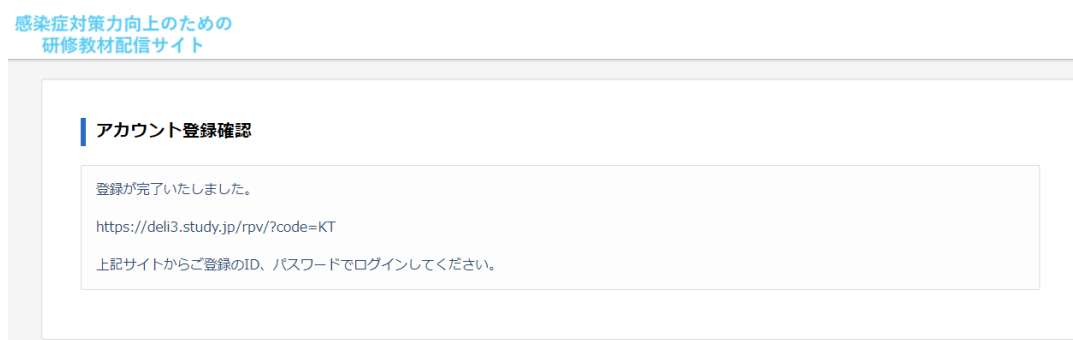 感染症対策力向上のための
研修教材配信サイト
アカウント登録確認
登録が完了いたしました。
https://deli3.study.jp/rpv/?code=KT
上記サイトからご登録のID、パスワードでログインしてください。